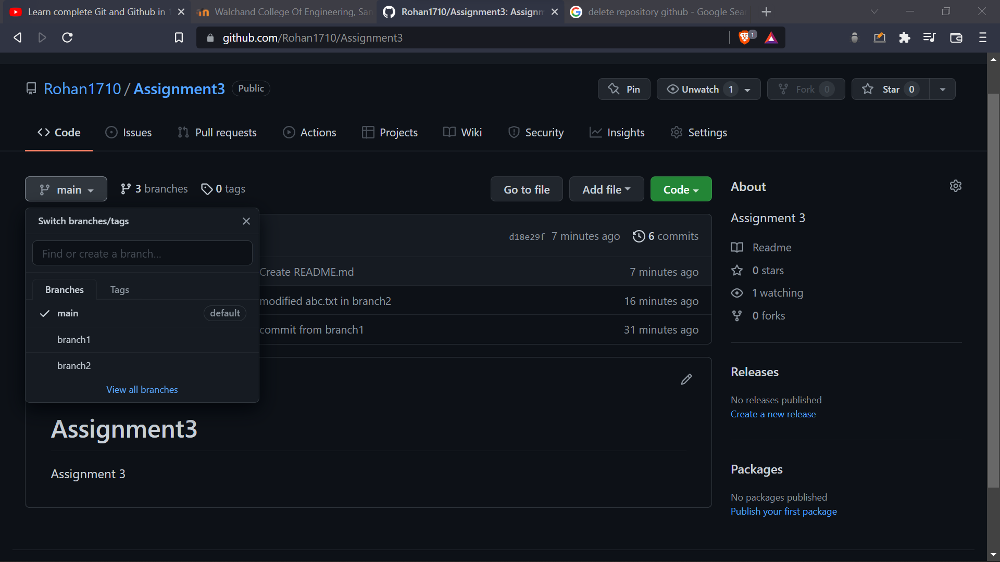 Learn complete Git and Github in
Walchand College Of Engineering, San
Rohan1710/Assignment3: Assignm
delete repository github - Google Sea
github.com/Rohan1710/Assignment3
1
Rohan1710 / Assignment3 Public
Pin
Unwatch 1
Fork 0
Star 0
Code
Issues
Pull requests
Actions
Projects
Wiki
Security
Insights
Settings
main
3 branches
0 tags
Go to file
Add file
Code
Switch branches/tags
Find or create a branch...
Branches
Tags
main default
branch1
branch2
View all branches
d18e29f 7 minutes ago 6 commits
Create README.md 7 minutes ago
modified abc.txt in branch2 16 minutes ago
commit from branch1 31 minutes ago
Assignment3
Assignment 3
About
Assignment 3
Readme
0 stars
1 watching
0 forks
Releases
No releases published
Create a new release
Packages
No packages published
Publish your first package